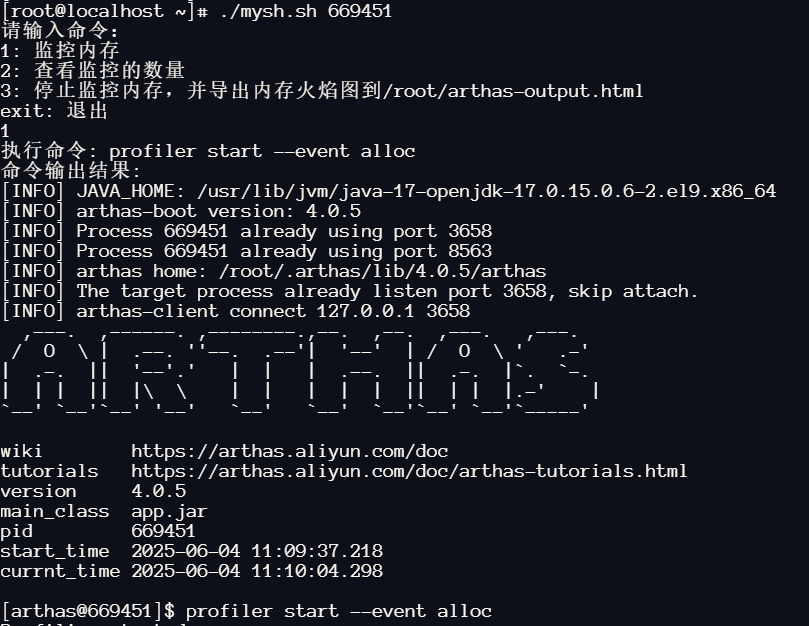 [root@localhost ~]# ./mysh.sh 669451
请输入命令:
1: 监控内存
2: 查看监控的数量
3: 停止监控内存，并导出内存火焰图到/root/arthas-output.html
exit: 退出
1
执行命令: profiler start --event alloc
命令输出结果:
[INFO] JAVA_HOME: /usr/lib/jvm/java-17-openjdk-17.0.15.0.6-2.el9.x86_64
[INFO] arthas-boot version: 4.0.5
[INFO] Process 669451 already using port 3658
[INFO] Process 669451 already using port 8563
[INFO] arthas home: /root/.arthas/lib/4.0.5/arthas
[INFO] The target process already listen port 3658, skip attach.
[INFO] arthas-client connect 127.0.0.1 3658
ARTHAS
wiki https://arthas.aliyun.com/doc
tutorials https://arthas.aliyun.com/doc/arthas-tutorials.html
version 4.0.5
main_class app.jar
pid 669451
start_time 2025-06-04 11:09:37.218
currnt_time 2025-06-04 11:10:04.298
[arthas@669451]$ profiler start --event alloc